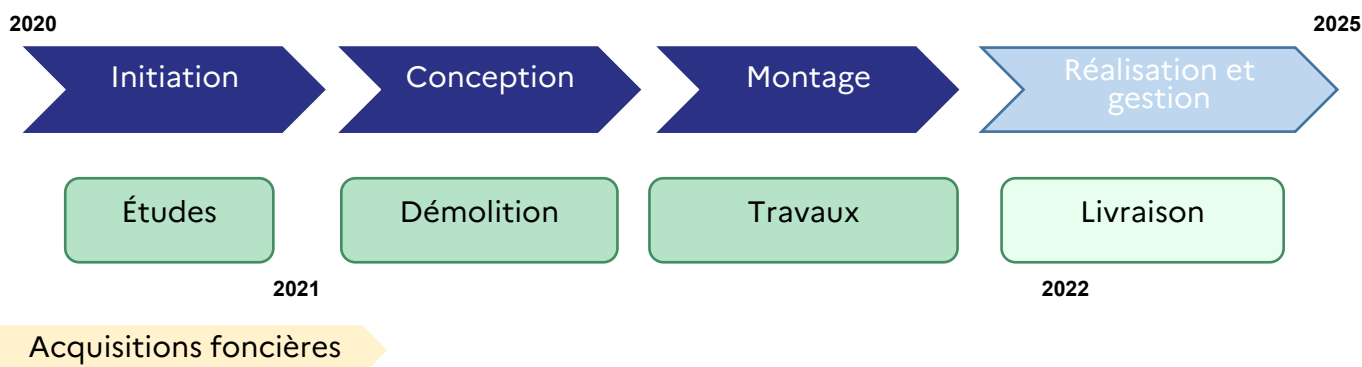 2020
2025
Initiation
Conception
Montage
Réalisation et
gestion
Études
Démolition
Travaux
Livraison
2021
2022
Acquisitions foncières